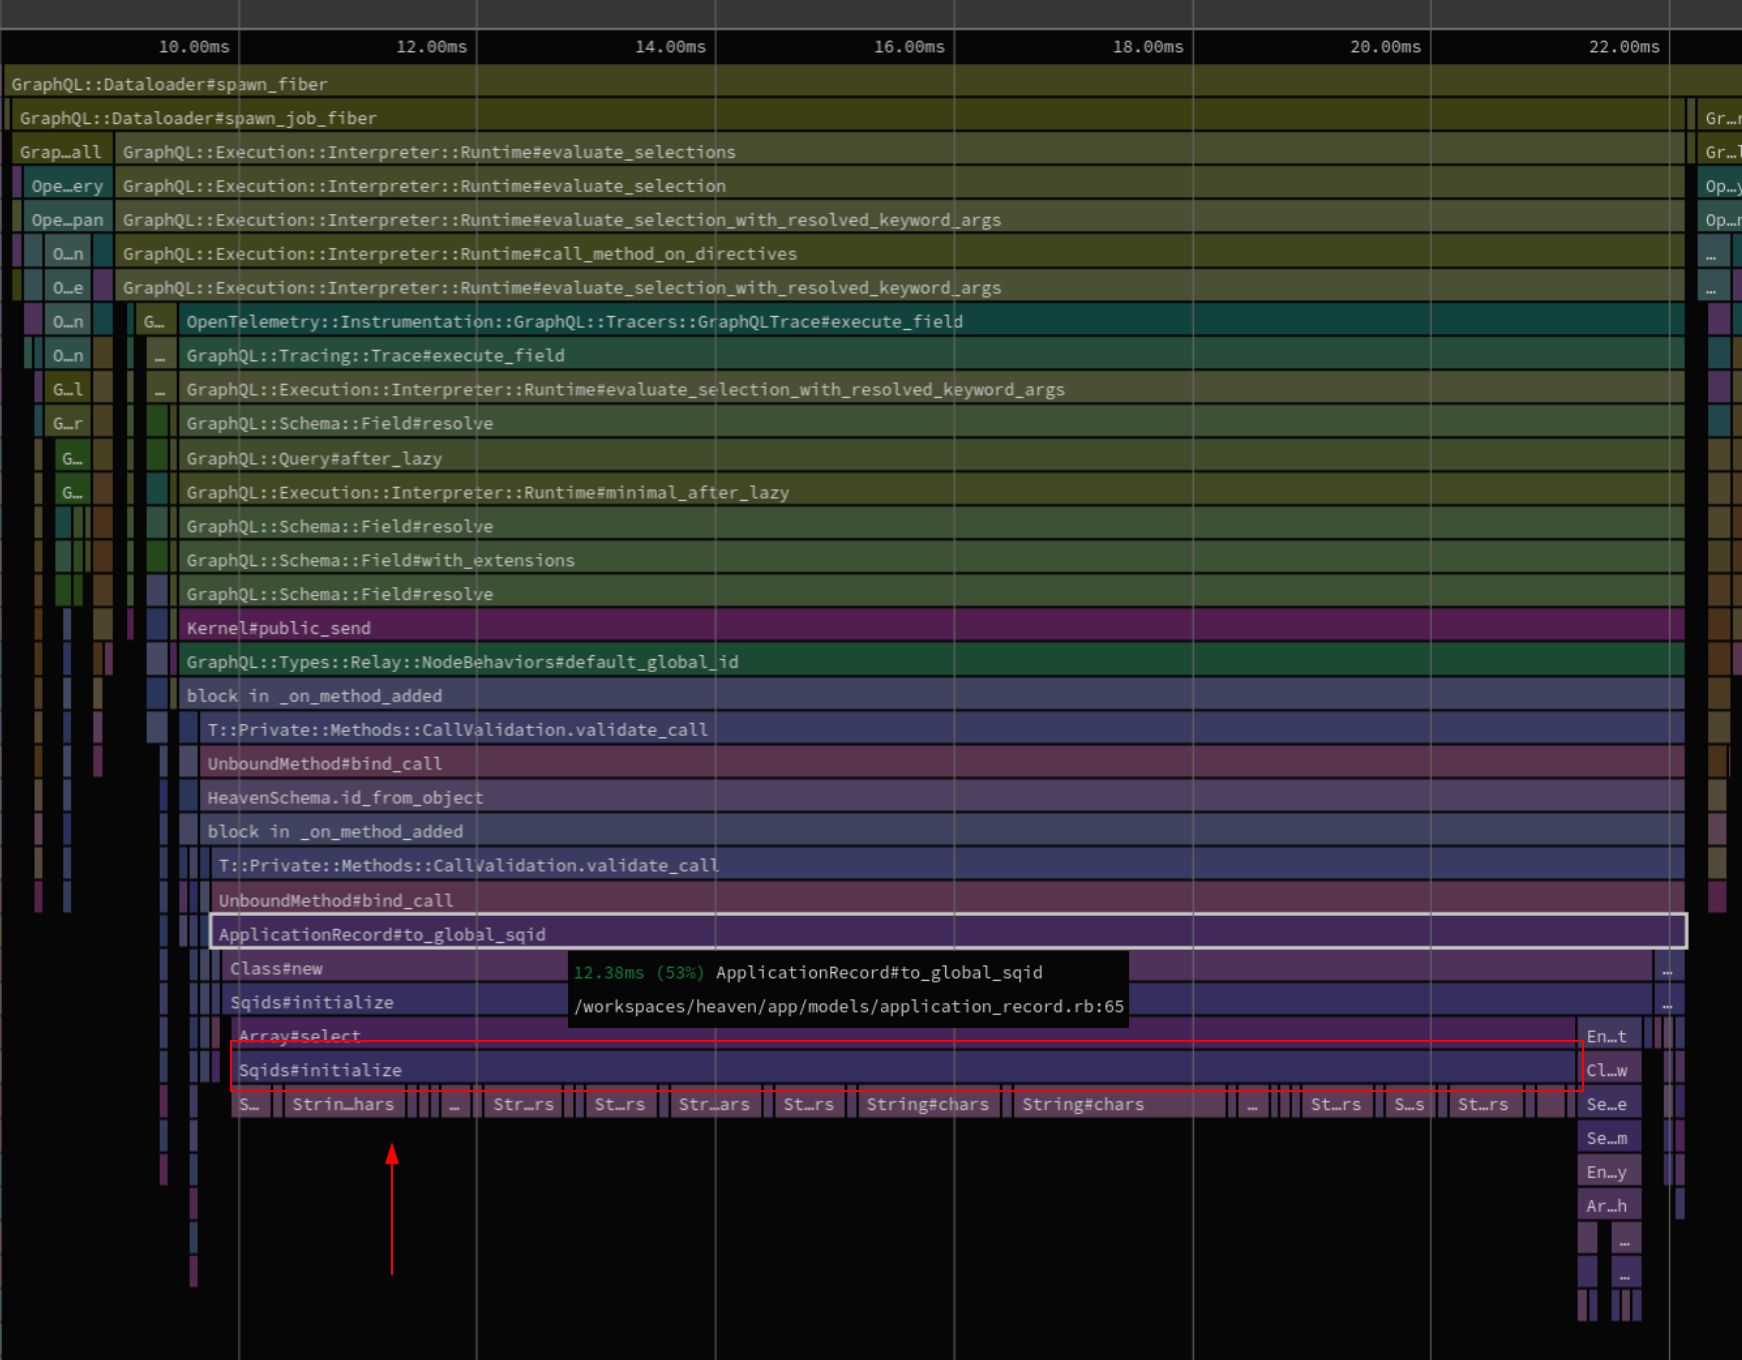 10.00ms 12.00ms 14.00ms 16.00ms 18.00ms 20.00ms 22.00ms
GraphQL::Dataloader#spawn_fiber
GraphQL::Dataloader#spawn_job_fiber Gr…r
Grap…all GraphQL::Execution::Interpreter::Runtime#evaluate_selections Gr…l
Ope…ery GraphQL::Execution::Interpreter::Runtime#evaluate_selection Op…y
Ope…pan GraphQL::Execution::Interpreter::Runtime#evaluate_selection_with_resolved_keyword_args Op…n
O…n GraphQL::Execution::Interpreter::Runtime#call_method_on_directives …
O…e GraphQL::Execution::Interpreter::Runtime#evaluate_selection_with_resolved_keyword_args …
O…n G… OpenTelemetry::Instrumentation::GraphQL::Tracers::GraphQLTrace#execute_field
O…n … GraphQL::Tracing::Trace#execute_field
G…l … GraphQL::Execution::Interpreter::Runtime#evaluate_selection_with_resolved_keyword_args
G…r GraphQL::Schema::Field#resolve
G… GraphQL::Query#after_lazy
G… GraphQL::Execution::Interpreter::Runtime#minimal_after_lazy
GraphQL::Schema::Field#resolve
GraphQL::Schema::Field#with_extensions
GraphQL::Schema::Field#resolve
Kernel#public_send
GraphQL::Types::Relay::NodeBehaviors#default_global_id
block in _on_method_added
T::Private::Methods::CallValidation.validate_call
UnboundMethod#bind_call
HeavenSchema.id_from_object
block in _on_method_added
T::Private::Methods::CallValidation.validate_call
UnboundMethod#bind_call
ApplicationRecord#to_global_sqid
Class#new …
12.38ms (53%) ApplicationRecord#to_global_sqid
Sqids#initialize …
/workspaces/heaven/app/models/application_record.rb:65
Array#select En…t
Sqids#initialize Cl…w
S… Strin…hars … Str…rs St…rs Str…ars St…rs String#chars String#chars … St…rs S…s St…rs Se…e
Se…m
En…y
Ar…h
…
…